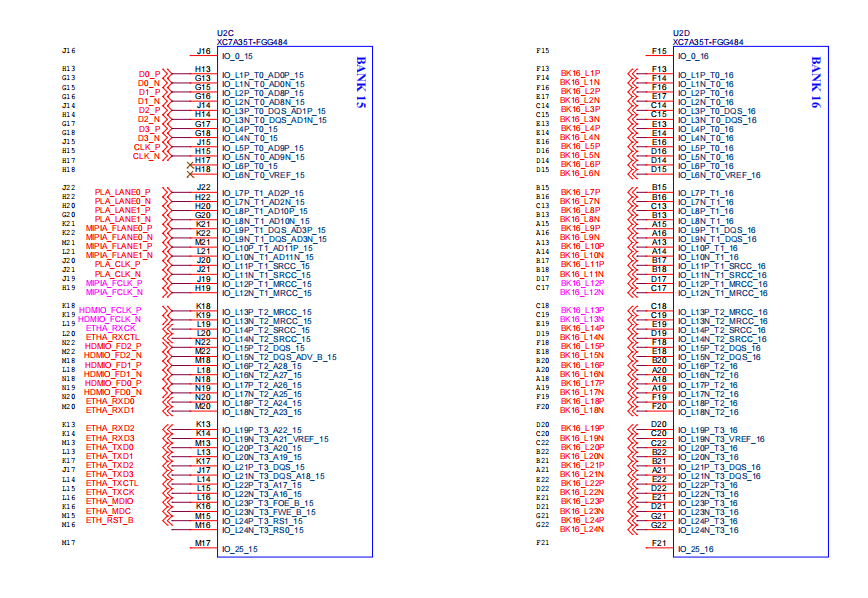 U2C
XC7A35T-FGG484
BANK 15
J16 J16 IO_0_15
H13 D0_P H13 IO_L1P_T0_AD0P_15
G13 D0_N G13 IO_L1N_T0_AD0N_15
G15 D1_P G15 IO_L2P_T0_AD8P_15
G16 D1_N G16 IO_L2N_T0_AD8N_15
J14 D2_P J14 IO_L3P_T0_DQS_AD1P_15
H14 D2_N H14 IO_L3N_T0_DQS_AD1N_15
G17 D3_P G17 IO_L4P_T0_15
G18 D3_N G18 IO_L4N_T0_15
J15 CLK_P J15 IO_L5P_T0_AD9P_15
H15 CLK_N H15 IO_L5N_T0_AD9N_15
H17 H17 IO_L6P_T0_15
H18 H18 IO_L6N_T0_VREF_15
J22 PLA_LANE0_P J22 IO_L7P_T1_AD2P_15
H22 PLA_LANE0_N H22 IO_L7N_T1_AD2N_15
H20 PLA_LANE1_P H20 IO_L8P_T1_AD10P_15
G20 PLA_LANE1_N G20 IO_L8N_T1_AD10N_15
K21 MIPIA_FLANE0_P K21 IO_L9P_T1_DQS_AD3P_15
K22 MIPIA_FLANE0_N K22 IO_L9N_T1_DQS_AD3N_15
M21 MIPIA_FLANE1_P M21 IO_L10P_T1_AD11P_15
L21 MIPIA_FLANE1_N L21 IO_L10N_T1_AD11N_15
J20 PLA_CLK_P J20 IO_L11P_T1_SRCC_15
J21 PLA_CLK_N J21 IO_L11N_T1_SRCC_15
J19 MIPIA_FCLK_P J19 IO_L12P_T1_MRCC_15
H19 MIPIA_FCLK_N H19 IO_L12N_T1_MRCC_15
K18 HDMIO_FCLK_P K18 IO_L13P_T2_MRCC_15
K19 HDMIO_FCLK_N K19 IO_L13N_T2_MRCC_15
L19 ETHA_RXCK L19 IO_L14P_T2_SRCC_15
L20 ETHA_RXCTL L20 IO_L14N_T2_SRCC_15
N22 HDMIO_FD2_P N22 IO_L15P_T2_DQS_15
M22 HDMIO_FD2_N M22 IO_L15N_T2_DQS_ADV_B_15
M18 HDMIO_FD1_P M18 IO_L16P_T2_A28_15
L18 HDMIO_FD1_N L18 IO_L16N_T2_A27_15
N18 HDMIO_FD0_P N18 IO_L17P_T2_A26_15
N19 HDMIO_FD0_N N19 IO_L17N_T2_A25_15
N20 ETHA_RXD0 N20 IO_L18P_T2_A24_15
M20 ETHA_RXD1 M20 IO_L18N_T2_A23_15
K13 ETHA_RXD2 K13 IO_L19P_T3_A22_15
K14 ETHA_RXD3 K14 IO_L19N_T3_A21_VREF_15
M13 ETHA_TXD0 M13 IO_L20P_T3_A20_15
L13 ETHA_TXD1 L13 IO_L20N_T3_A19_15
K17 ETHA_TXD2 K17 IO_L21P_T3_DQS_15
J17 ETHA_TXD3 J17 IO_L21N_T3_DQS_A18_15
L14 ETHA_TXCTL L14 IO_L22P_T3_A17_15
L15 ETHA_TXCK L15 IO_L22N_T3_A16_15
L16 ETHA_MDIO L16 IO_L23P_T3_FOE_B_15
K16 ETHA_MDC K16 IO_L23N_T3_FWE_B_15
M15 ETH_RST_B M15 IO_L24P_T3_RS1_15
M16 M16 IO_L24N_T3_RS0_15
M17 M17 IO_25_15
U2D
XC7A35T-FGG484
BANK 16
F15 F15 IO_0_16
F13 BK16_L1P F13 IO_L1P_T0_16
F14 BK16_L1N F14 IO_L1N_T0_16
F16 BK16_L2P F16 IO_L2P_T0_16
E17 BK16_L2N E17 IO_L2N_T0_16
C14 BK16_L3P C14 IO_L3P_T0_DQS_16
C15 BK16_L3N C15 IO_L3N_T0_DQS_16
E13 BK16_L4P E13 IO_L4P_T0_16
E14 BK16_L4N E14 IO_L4N_T0_16
E16 BK16_L5P E16 IO_L5P_T0_16
D16 BK16_L5N D16 IO_L5N_T0_16
D14 BK16_L6P D14 IO_L6P_T0_16
D15 BK16_L6N D15 IO_L6N_T0_VREF_16
B15 BK16_L7P B15 IO_L7P_T1_16
B16 BK16_L7N B16 IO_L7N_T1_16
C13 BK16_L8P C13 IO_L8P_T1_16
B13 BK16_L8N B13 IO_L8N_T1_16
A15 BK16_L9P A15 IO_L9P_T1_DQS_16
A16 BK16_L9N A16 IO_L9N_T1_DQS_16
A13 BK16_L10P A13 IO_L10P_T1_16
A14 BK16_L10N A14 IO_L10N_T1_16
B17 BK16_L11P B17 IO_L11P_T1_SRCC_16
B18 BK16_L11N B18 IO_L11N_T1_SRCC_16
D17 BK16_L12P D17 IO_L12P_T1_MRCC_16
C17 BK16_L12N C17 IO_L12N_T1_MRCC_16
C18 BK16_L13P C18 IO_L13P_T2_MRCC_16
C19 BK16_L13N C19 IO_L13N_T2_MRCC_16
E19 BK16_L14P E19 IO_L14P_T2_SRCC_16
D19 BK16_L14N D19 IO_L14N_T2_SRCC_16
F18 BK16_L15P F18 IO_L15P_T2_DQS_16
E18 BK16_L15N E18 IO_L15N_T2_DQS_16
B20 BK16_L16P B20 IO_L16P_T2_16
A20 BK16_L16N A20 IO_L16N_T2_16
A18 BK16_L17P A18 IO_L17P_T2_16
A19 BK16_L17N A19 IO_L17N_T2_16
F19 BK16_L18P F19 IO_L18P_T2_16
F20 BK16_L18N F20 IO_L18N_T2_16
D20 BK16_L19P D20 IO_L19P_T3_16
C20 BK16_L19N C20 IO_L19N_T3_VREF_16
C22 BK16_L20P C22 IO_L20P_T3_16
B22 BK16_L20N B22 IO_L20N_T3_16
B21 BK16_L21P B21 IO_L21P_T3_DQS_16
A21 BK16_L21N A21 IO_L21N_T3_DQS_16
E22 BK16_L22P E22 IO_L22P_T3_16
D22 BK16_L22N D22 IO_L22N_T3_16
E21 BK16_L23P E21 IO_L23P_T3_16
D21 BK16_L23N D21 IO_L23N_T3_16
G21 BK16_L24P G21 IO_L24P_T3_16
G22 BK16_L24N G22 IO_L24N_T3_16
F21 F21 IO_25_16